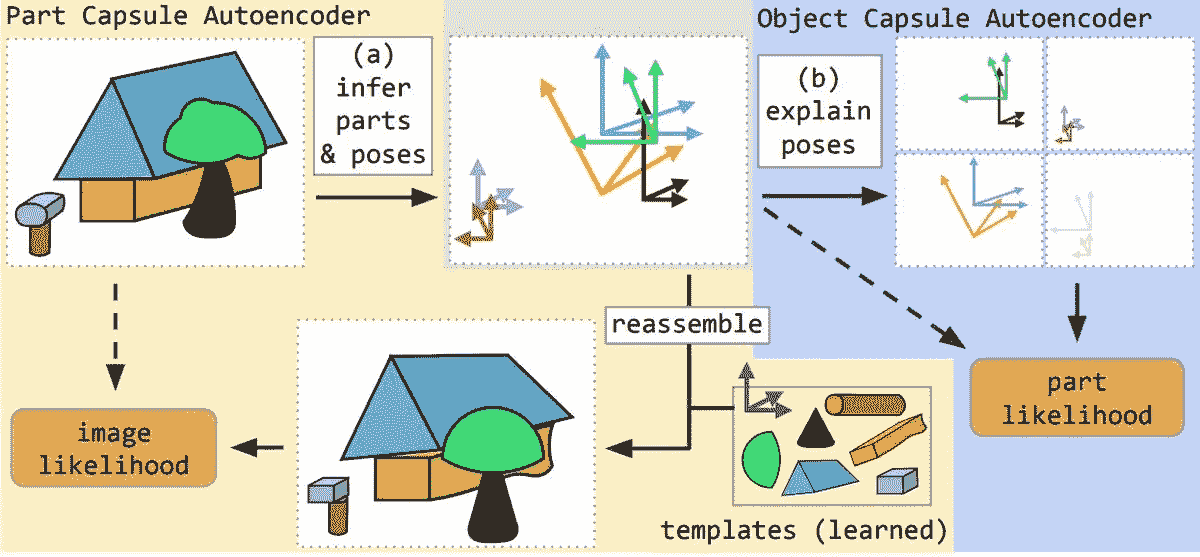 Part Capsule Autoencoder
Object Capsule Autoencoder
(a)
infer
parts
& poses
(b)
explain
poses
reassemble
image
likelihood
part
likelihood
templates (learned)